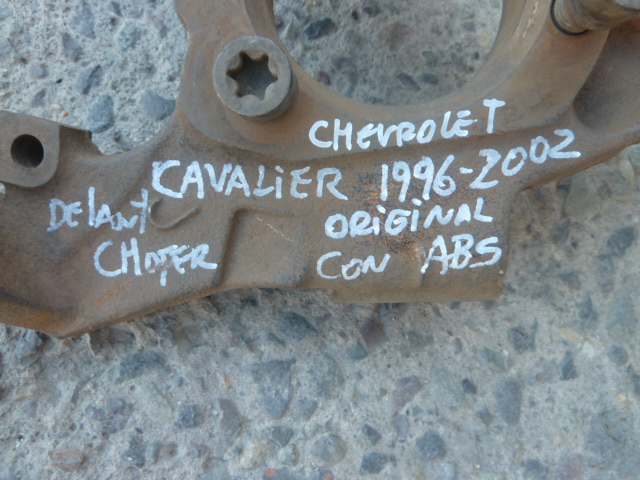 CHEVROLET
CAVALIER 1996-2002
DELANT
CHOFER
ORIGINAL
CON ABS